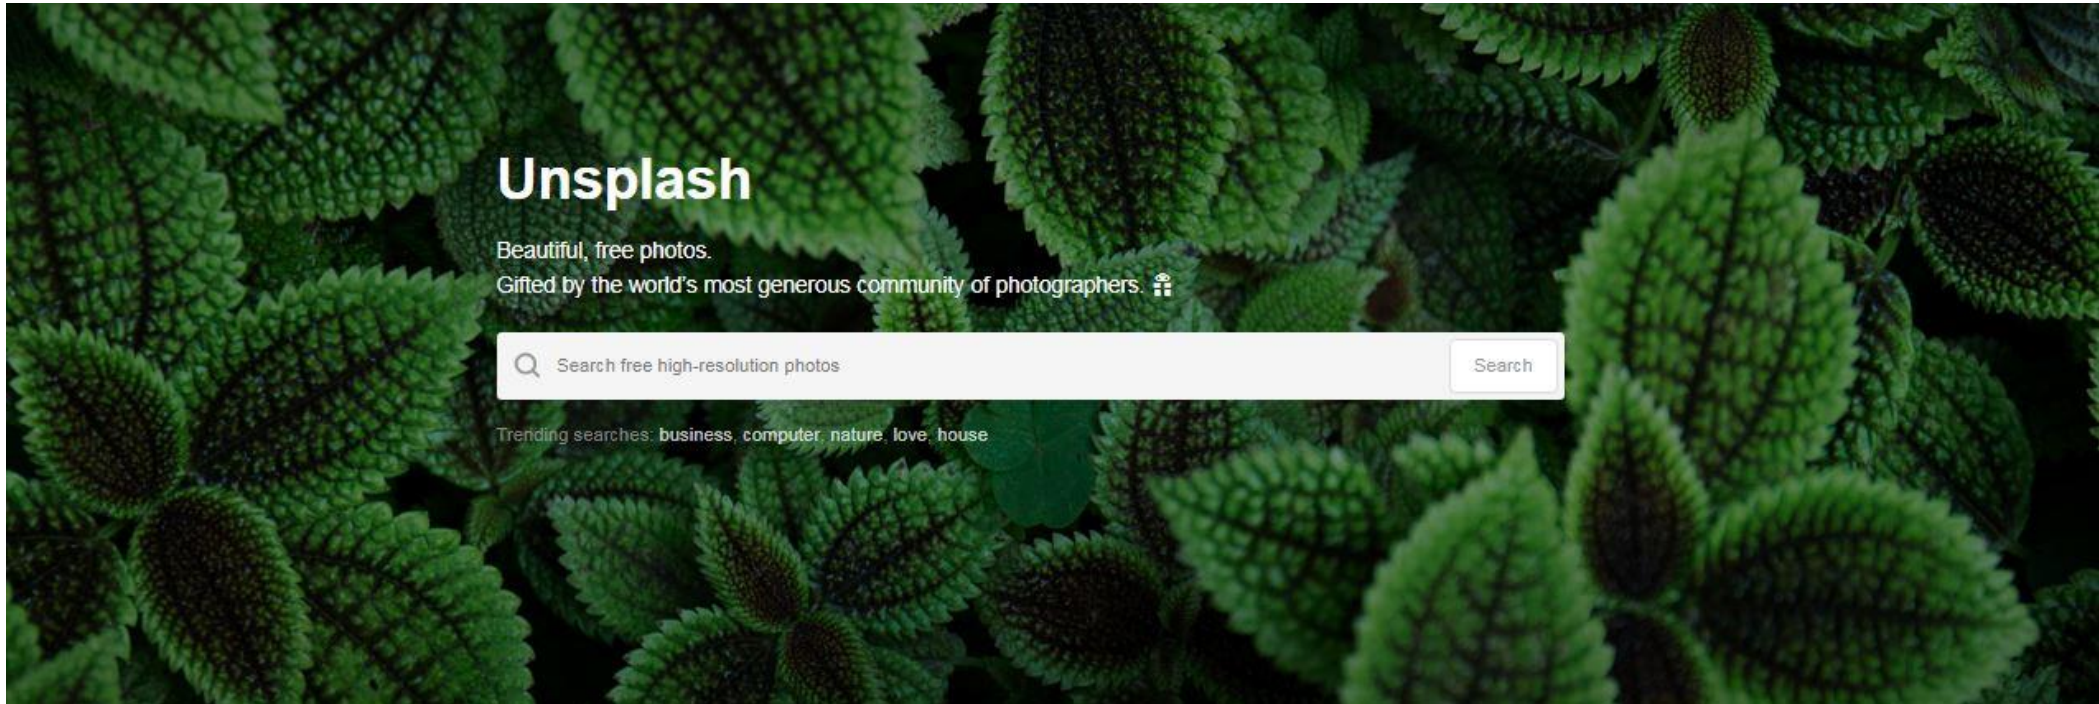 Unsplash
Beautiful, free photos.
Gifted by the world's most generous community of photographers.
Search free high-resolution photos
Search
Trending searches: business, computer, nature, love, house